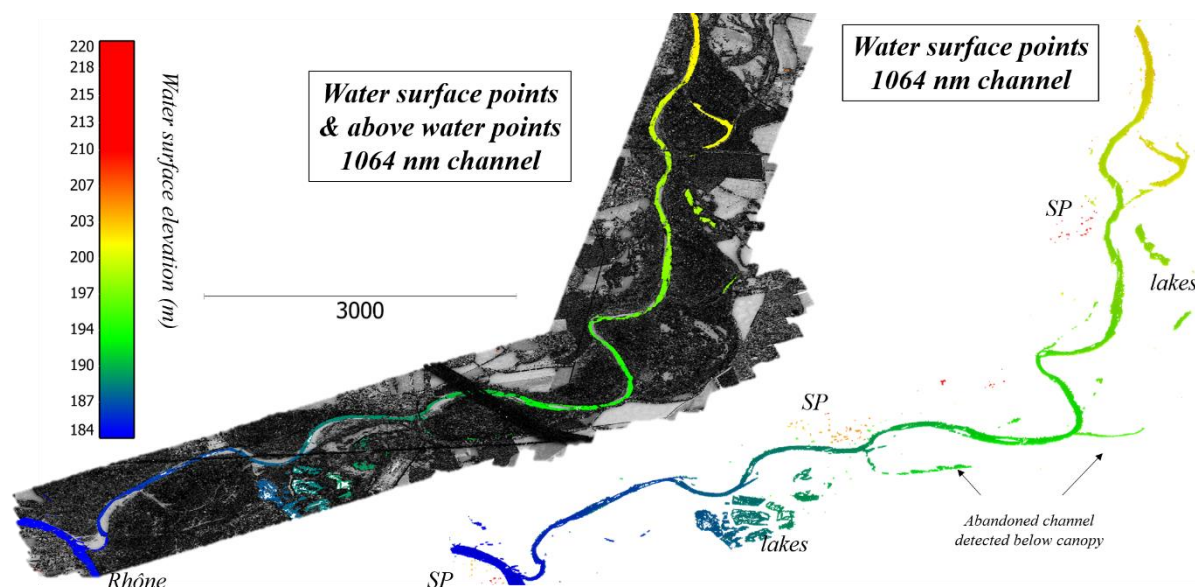 220
218
217
210
207
203
200
197
194
190
187
184
Water surface elevation (m)
Water surface points
& above water points
1064 nm channel
3000
Rhône
Water surface points
1064 nm channel
SP
lakes
SP
Abandoned channel
detected below canopy
lakes
SP